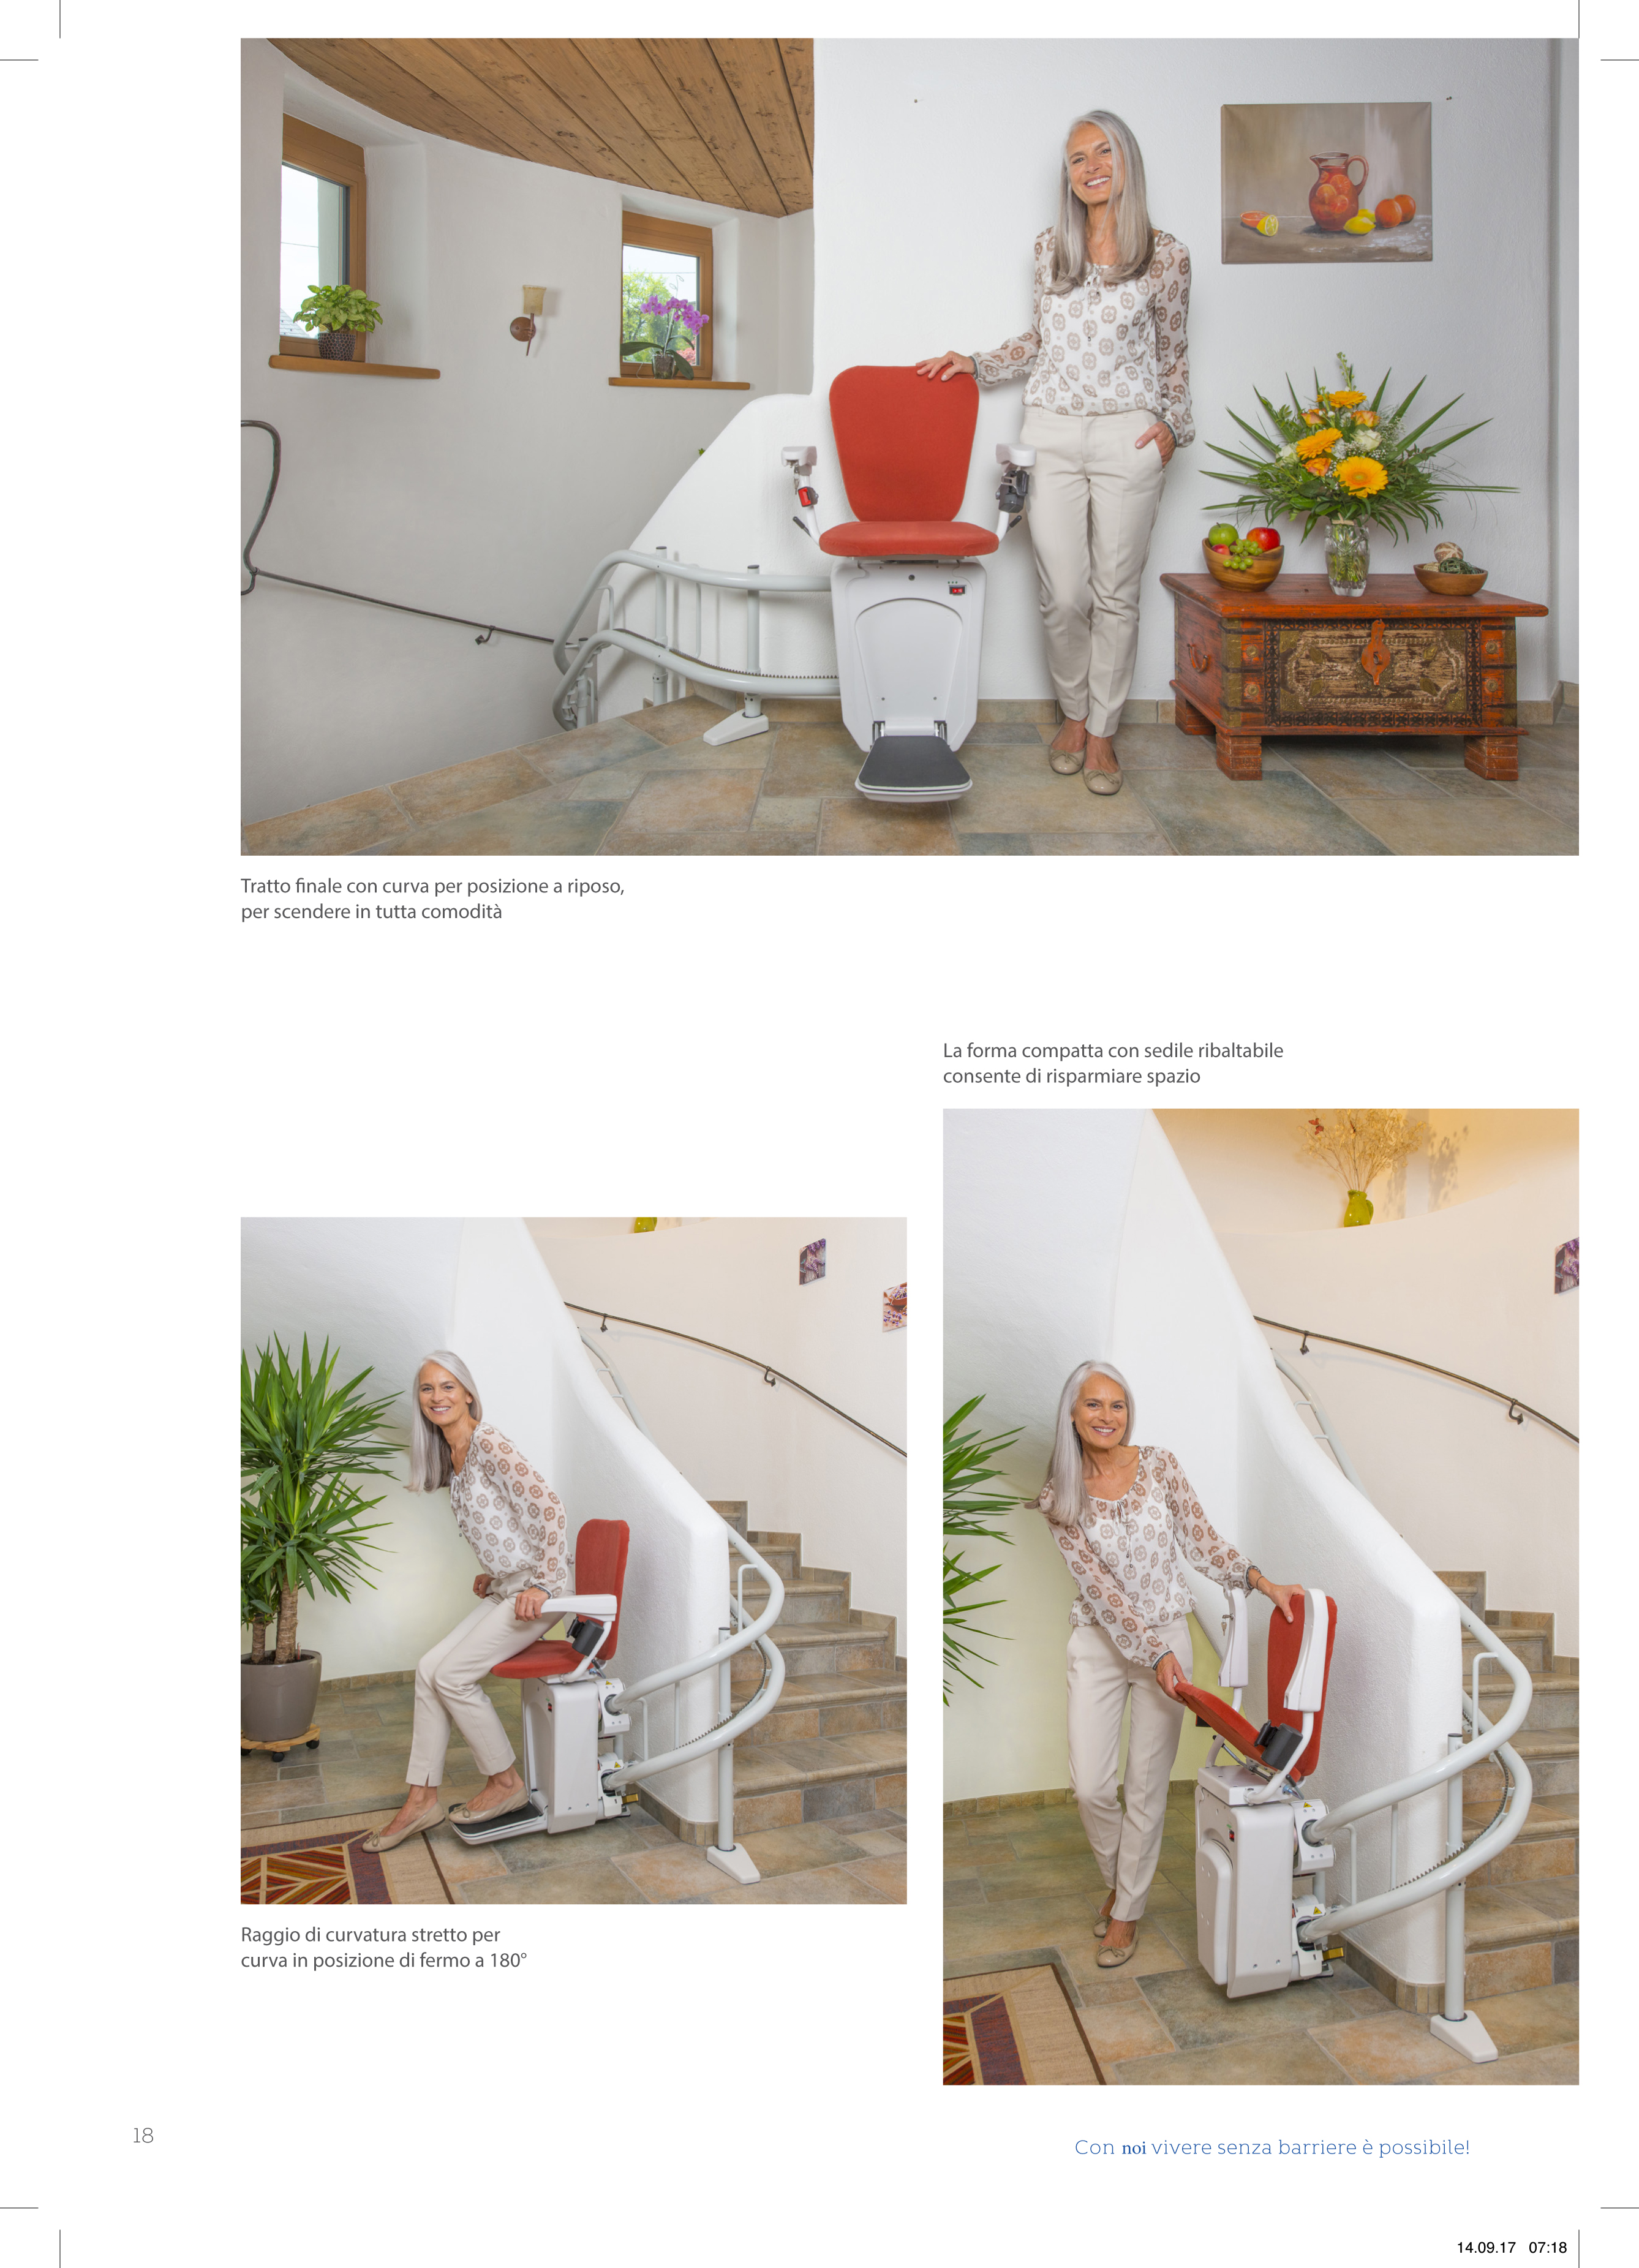 Tratto finale con curva per posizione a riposo,
per scendere in tutta comodità
La forma compatta con sedile ribaltabile
consente di risparmiare spazio
Raggio di curvatura stretto per
curva in posizione di fermo a 180°
18
Con noi vivere senza barriere è possibile!
14.09.17 07:18